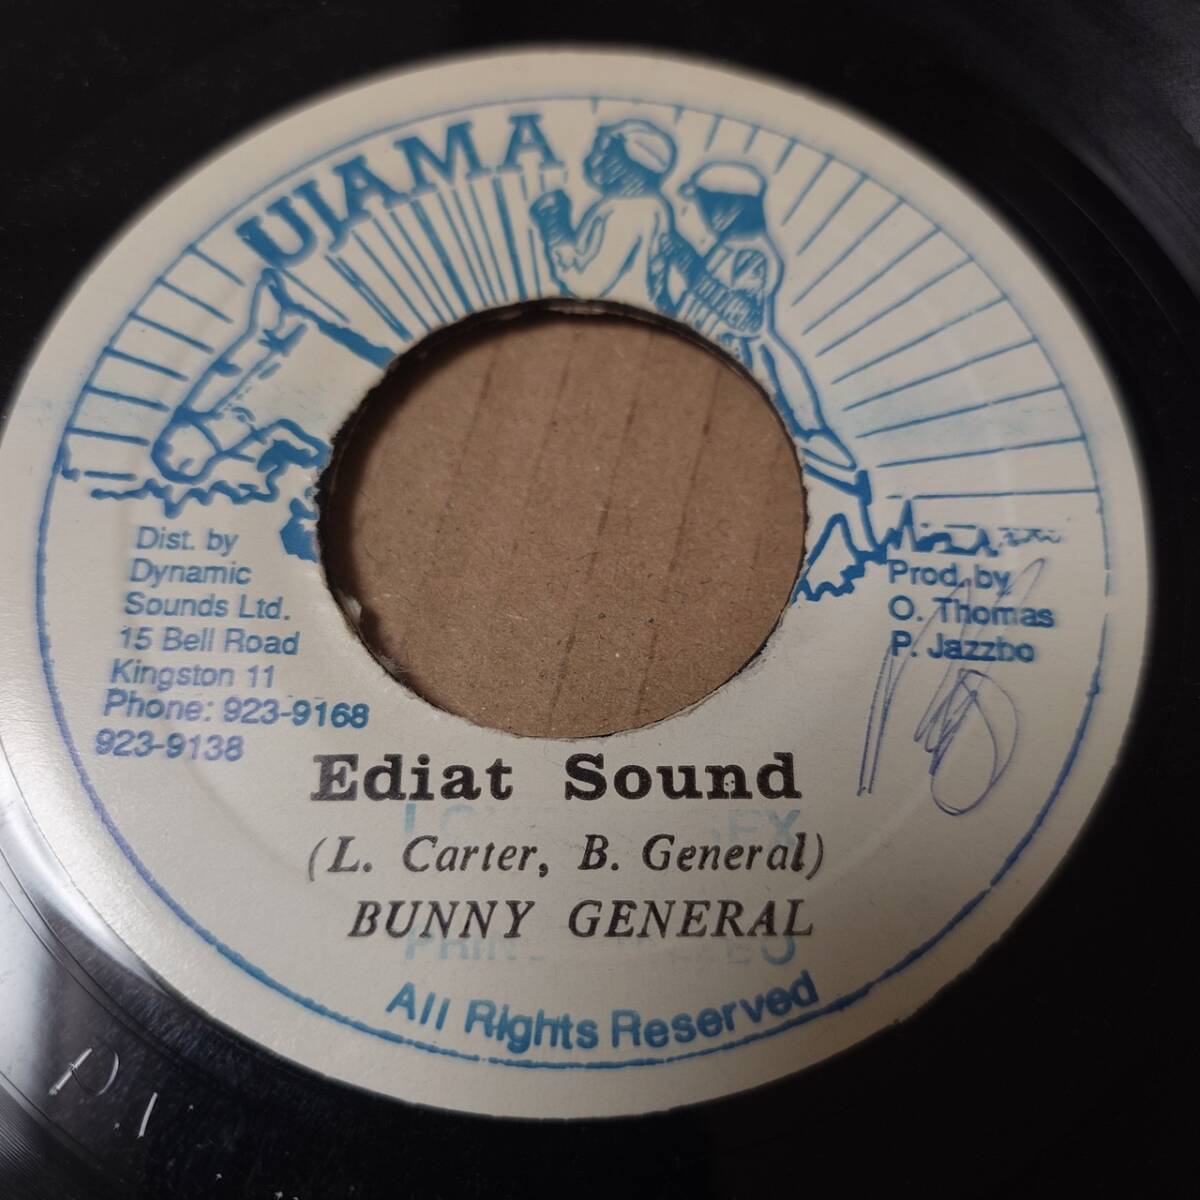 UJAMA
Dist. by
Dynamic
Sounds Ltd.
15 Bell Road
Kingston 11
Phone: 923-9168
923-9138
Prod. by
O. Thomas
P. Jazzbo
Ediat Sound
(L. Carter, B. General)
BUNNY GENERAL
All Rights Reserved